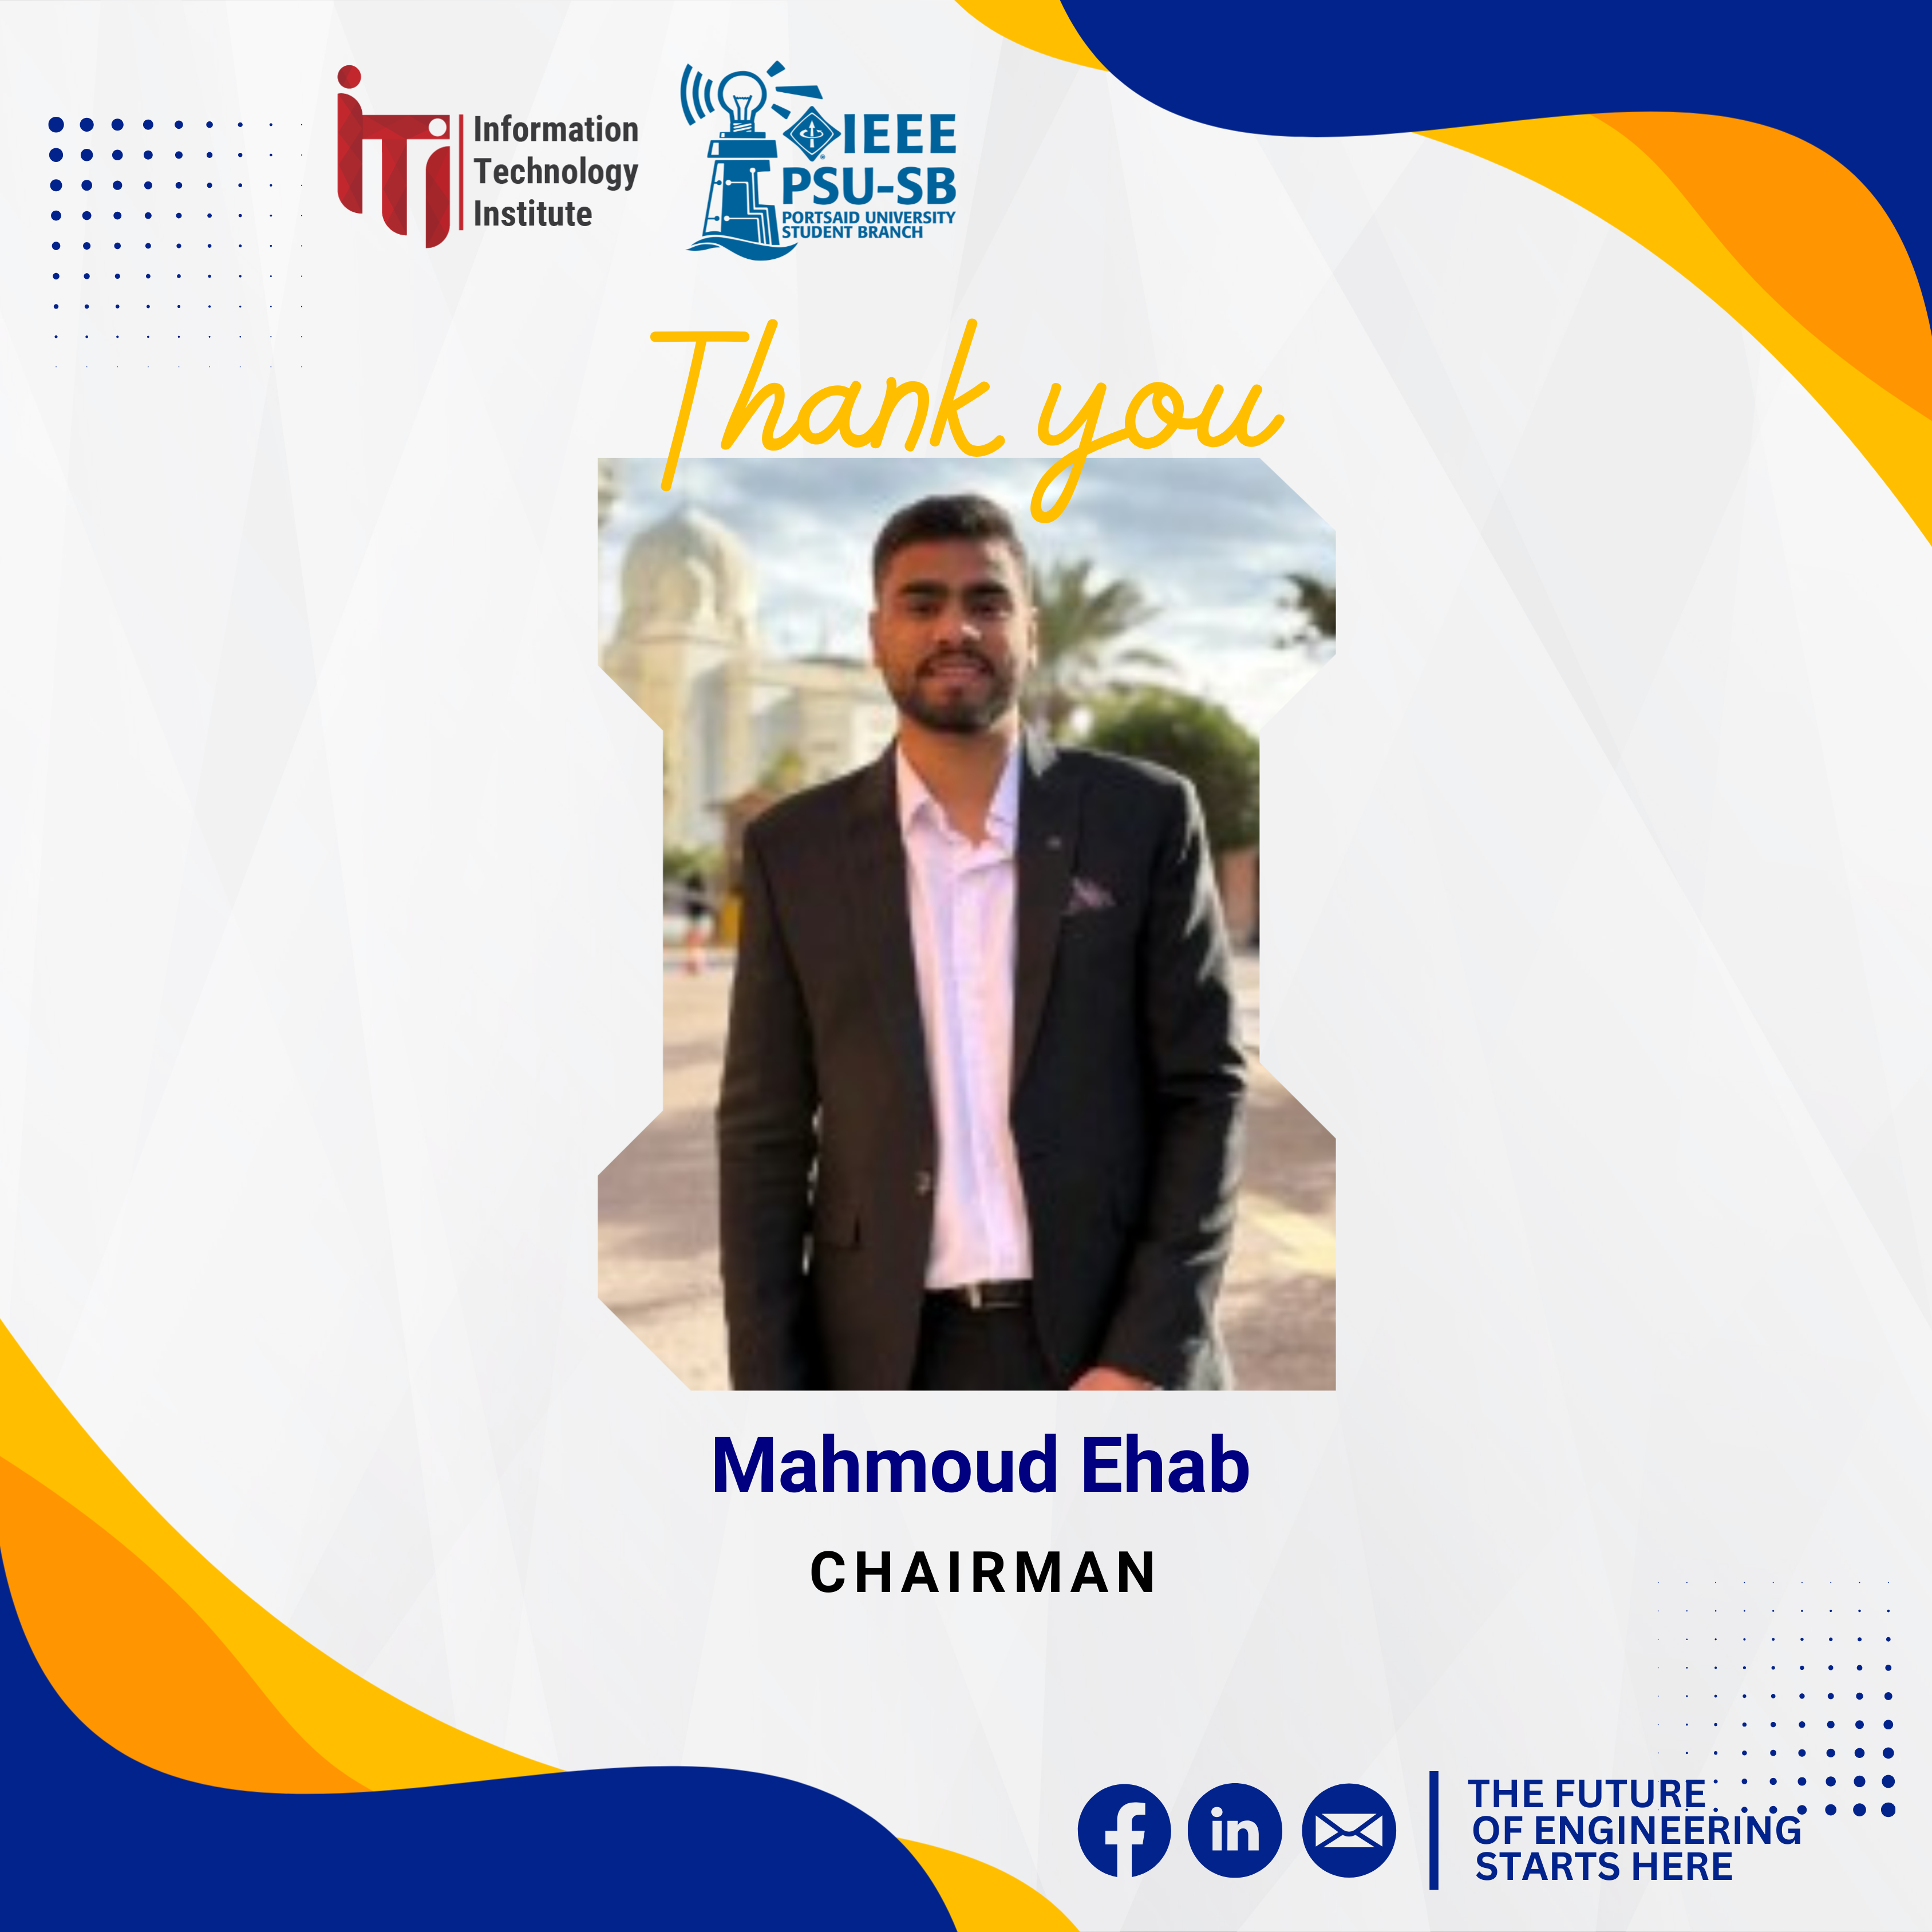 Information
Technology
Institute
IEEE
PSU-SB
PORTSAID UNIVERSITY
STUDENT BRANCH
Thank you
Mahmoud Ehab
CHAIRMAN
THE FUTURE
OF ENGINEERING
STARTS HERE